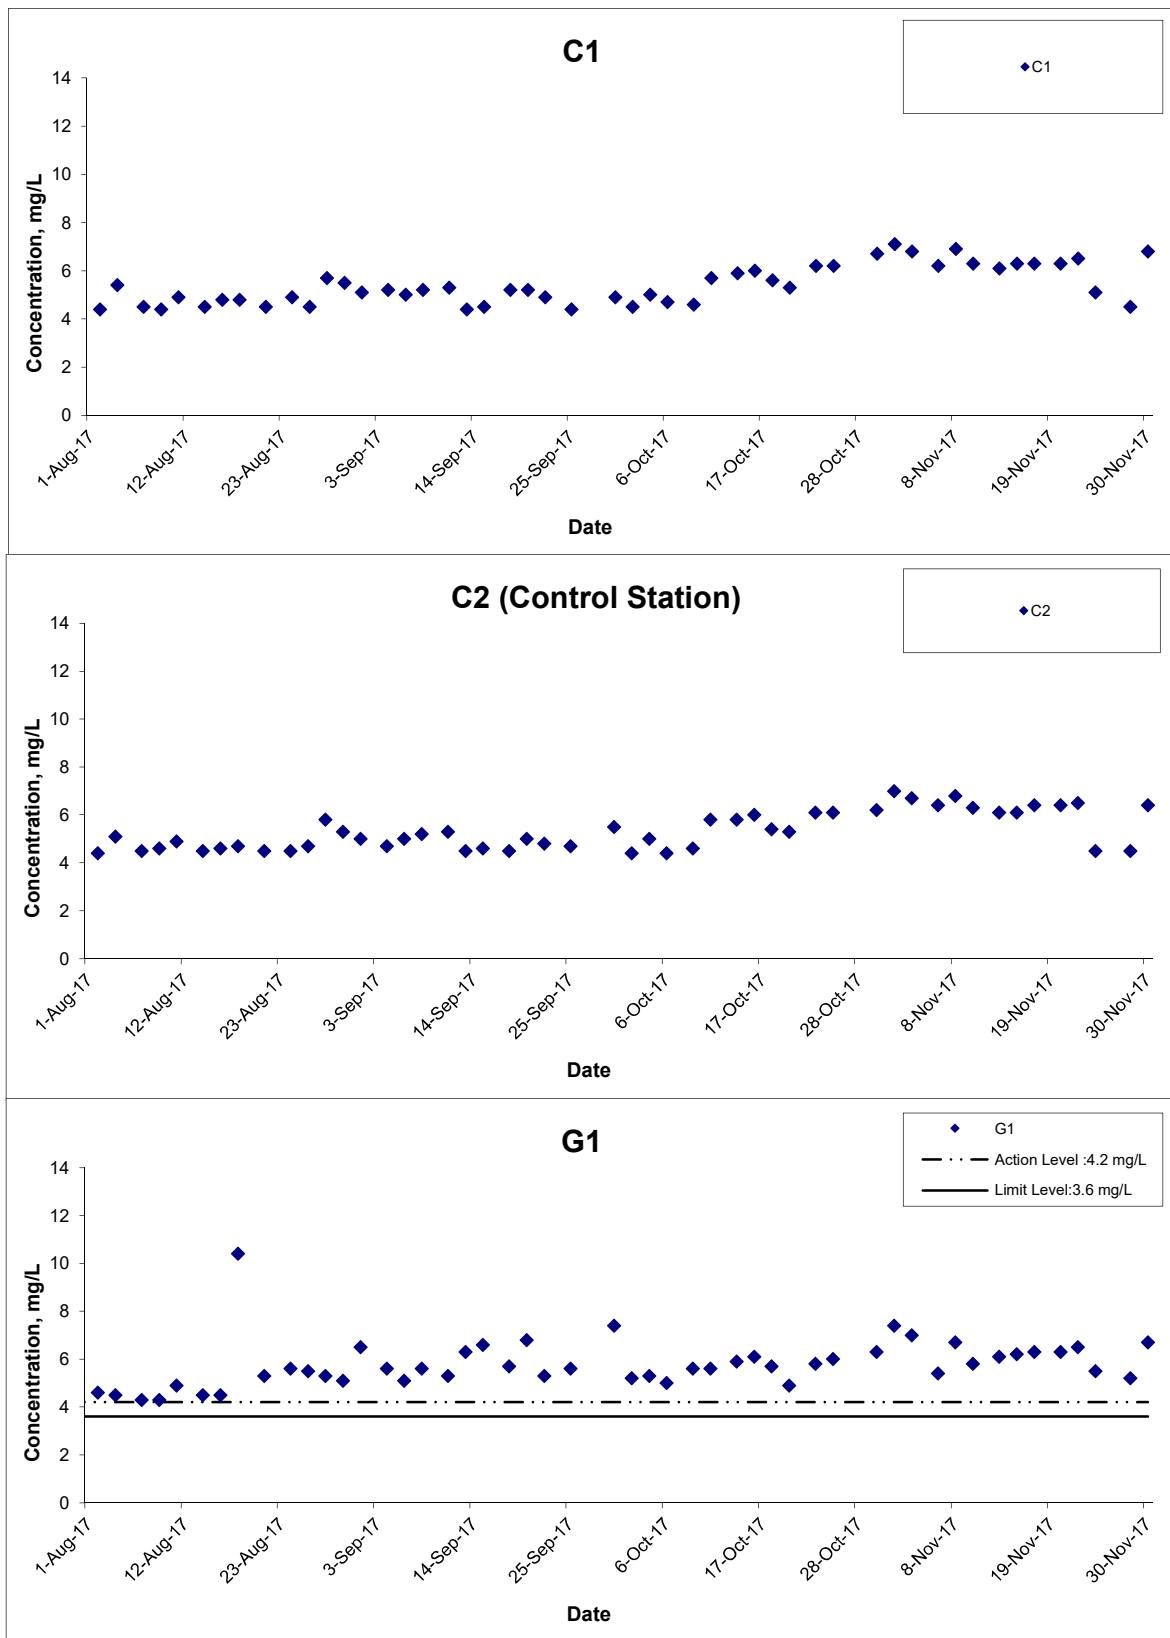 C1
C1
14
12
10
8
6
4
2
0
Concentration, mg/L
1-Aug-17
12-Aug-17
23-Aug-17
3-Sep-17
14-Sep-17
25-Sep-17
6-Oct-17
17-Oct-17
28-Oct-17
8-Nov-17
19-Nov-17
30-Nov-17
Date
C2 (Control Station)
C2
14
12
10
8
6
4
2
0
Concentration, mg/L
1-Aug-17
12-Aug-17
23-Aug-17
3-Sep-17
14-Sep-17
25-Sep-17
6-Oct-17
17-Oct-17
28-Oct-17
8-Nov-17
19-Nov-17
30-Nov-17
Date
G1
G1
Action Level :4.2 mg/L
Limit Level:3.6 mg/L
14
12
10
8
6
4
2
0
Concentration, mg/L
1-Aug-17
12-Aug-17
23-Aug-17
3-Sep-17
14-Sep-17
25-Sep-17
6-Oct-17
17-Oct-17
28-Oct-17
8-Nov-17
19-Nov-17
30-Nov-17
Date